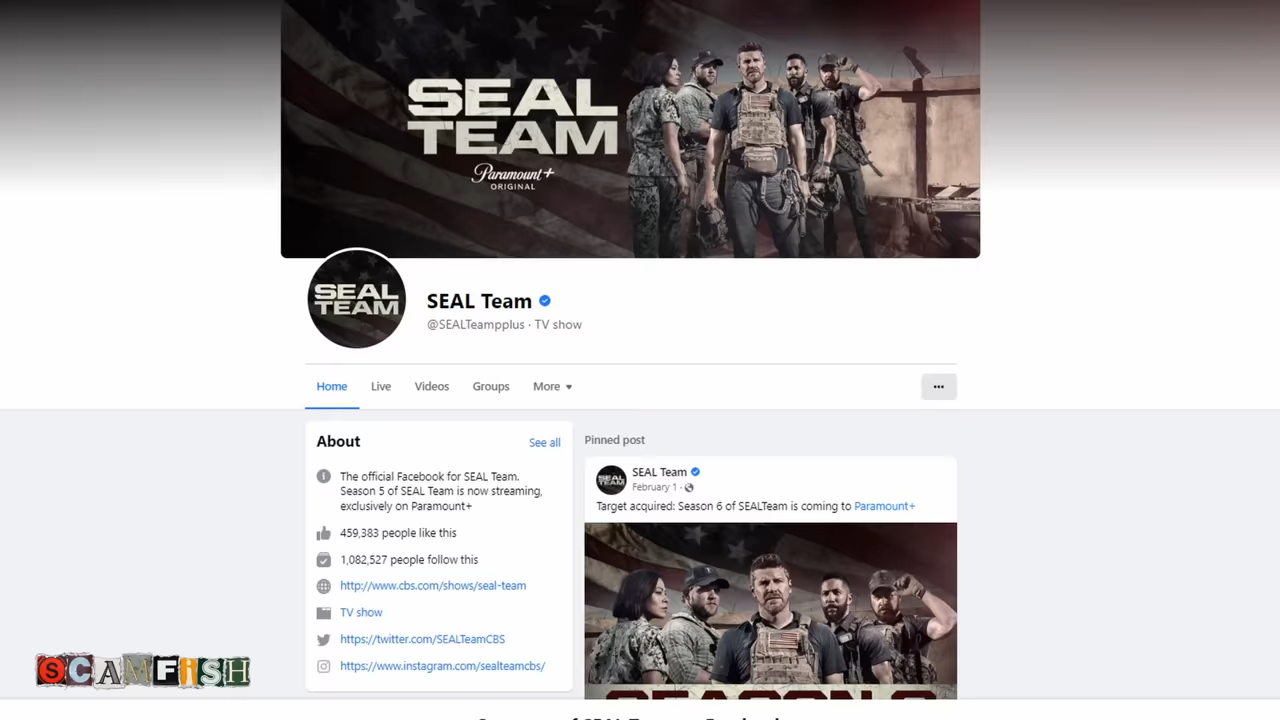 SEAL
TEAM
Paramount+
ORIGINAL
SEAL
TEAM
SEAL Team
@SEALTeampplus · TV show
Home
Live
Videos
Groups
More
About
See all
The official Facebook for SEAL Team.
Season 5 of SEAL Team is now streaming,
exclusively on Paramount+
459,383 people like this
1,082,527 people follow this
http://www.cbs.com/shows/seal-team
TV show
https://twitter.com/SEALTeamCBS
https://www.instagram.com/sealteamcbs/
Pinned post
SEAL
TEAM
SEAL Team
February 1 ·
Target acquired: Season 6 of SEALTeam is coming to Paramount+
SCAMFISH